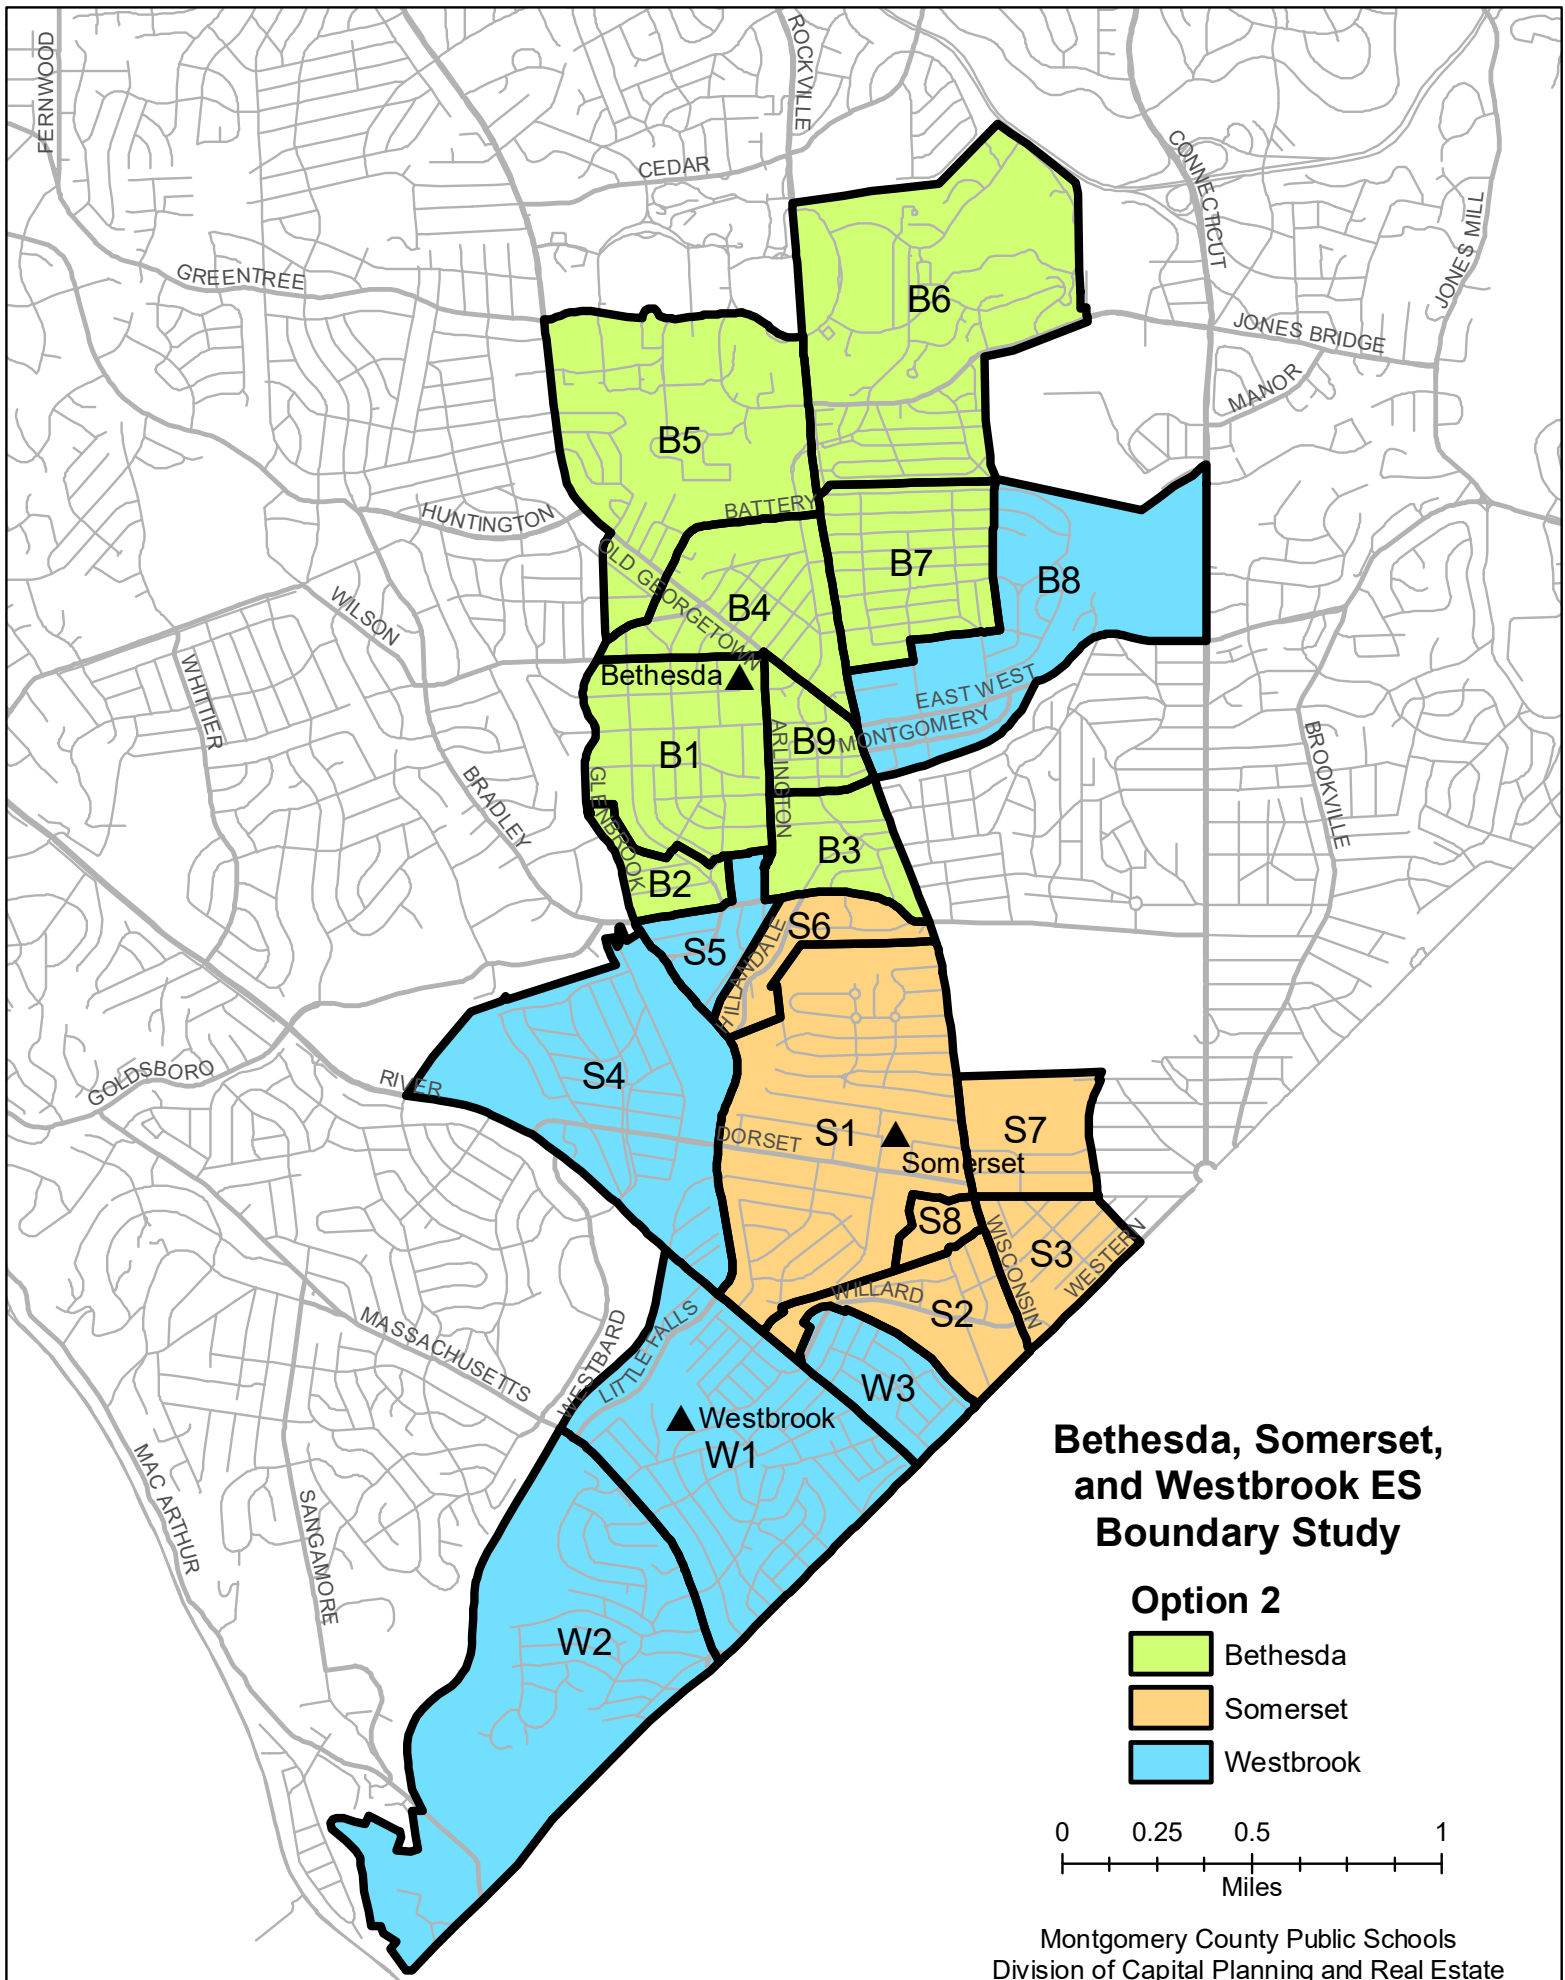 FERNWOOD
ROCKVILLE
CEDAR
CONNECTICUT
JONES MILL
GREENTREE
B6
JONES BRIDGE
MANOR
B5
BATTERY
HUNTINGTON
OLD GEORGETOWN
B7
B8
B4
WILSON
WHITTIER
Bethesda
EAST WEST
MONTGOMERY
ARLINGTON
B9
B1
BROOKVILLE
GLENBROOK
BRADLEY
B3
B2
S6
S5
HILLANDALE
GOLDSBORO
RIVER
S4
DORSET
S1
S7
Somerset
S8
WISCONSIN
S3
WESTERN
WILLARD
S2
MASSACHUSETTS
WESTBARD
LITTLE FALLS
W3
Westbrook
W1
MAC ARTHUR
SANGAMORE
W2
Bethesda, Somerset,
and Westbrook ES
Boundary Study
Option 2
Bethesda
Somerset
Westbrook
0 0.25 0.5 1
Miles
Montgomery County Public Schools
Division of Capital Planning and Real Estate